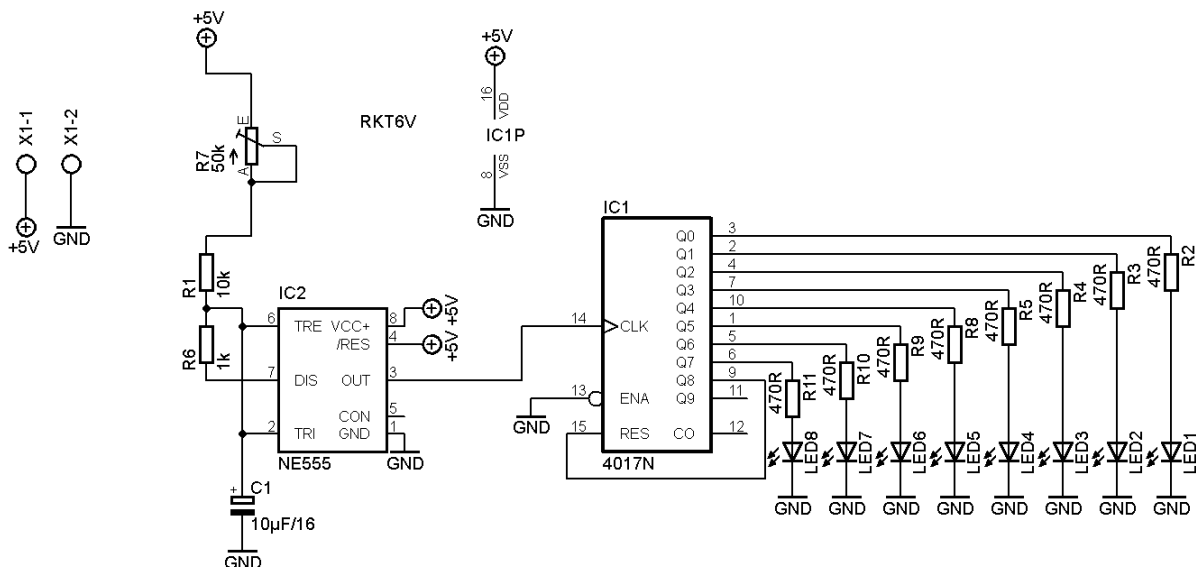 +5V
X1-1
X1-2
+5V
GND
R7
50k
E
S
A
RKT6V
+5V
16
VDD
IC1P
8
VSS
GND
R1
10k
R6
1k
IC2
6
TRE
VCC+
8
+5V
/RES
4
+5V
7
DIS
OUT
3
CON
5
2
TRI
GND
1
GND
NE555
+
C1
10µF/16
GND
IC1
14
CLK
13
ENA
GND
15
RES
Q0
3
Q1
2
Q2
4
Q3
7
Q4
10
Q5
1
Q6
5
Q7
6
Q8
9
Q9
11
CO
12
4017N
470R
R11
470R
R10
470R
R9
470R
R8
470R
R5
470R
R4
470R
R3
470R
R2
LED8
LED7
LED6
LED5
LED4
LED3
LED2
LED1
GND
GND
GND
GND
GND
GND
GND
GND